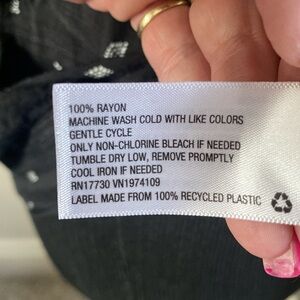 100% RAYON
MACHINE WASH COLD WITH LIKE COLORS
GENTLE CYCLE
ONLY NON-CHLORINE BLEACH IF NEEDED
TUMBLE DRY LOW, REMOVE PROMPTLY
COOL IRON IF NEEDED
RN17730 VN1974109
LABEL MADE FROM 100% RECYCLED PLASTIC